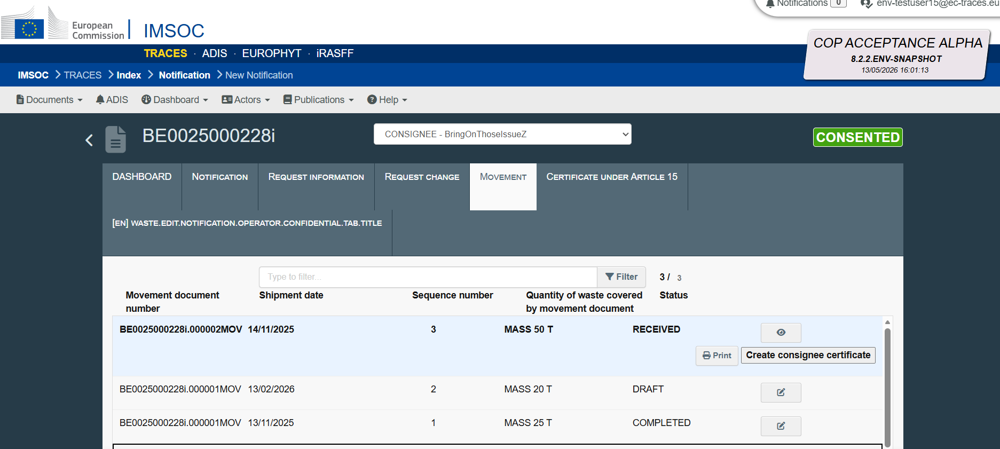 Notifications 0 env-testuser15@ec-traces.eu
European
Commission
IMSOC
COP ACCEPTANCE ALPHA
8.2.2.ENV-SNAPSHOT
13/05/2026 16:01:13
TRACES · ADIS · EUROPHYT · iRASFF
IMSOC TRACES Index Notification New Notification
Documents ADIS Dashboard Actors Publications Help
BE0025000228i CONSIGNEE - BringOnThoseIssueZ CONSENTED
DASHBOARD NOTIFICATION REQUEST INFORMATION REQUEST CHANGE MOVEMENT CERTIFICATE UNDER ARTICLE 15
[EN] WASTE.EDIT.NOTIFICATION.OPERATOR.CONFIDENTIAL.TAB.TITLE
Type to filter... Filter 3 / 3
Movement document number Shipment date Sequence number Quantity of waste covered by movement document Status
BE0025000228i.000002MOV 14/11/2025 3 MASS 50 T RECEIVED
Print Create consignee certificate
BE0025000228i.000001MOV 13/02/2026 2 MASS 20 T DRAFT
BE0025000228i.000001MOV 13/11/2025 1 MASS 25 T COMPLETED